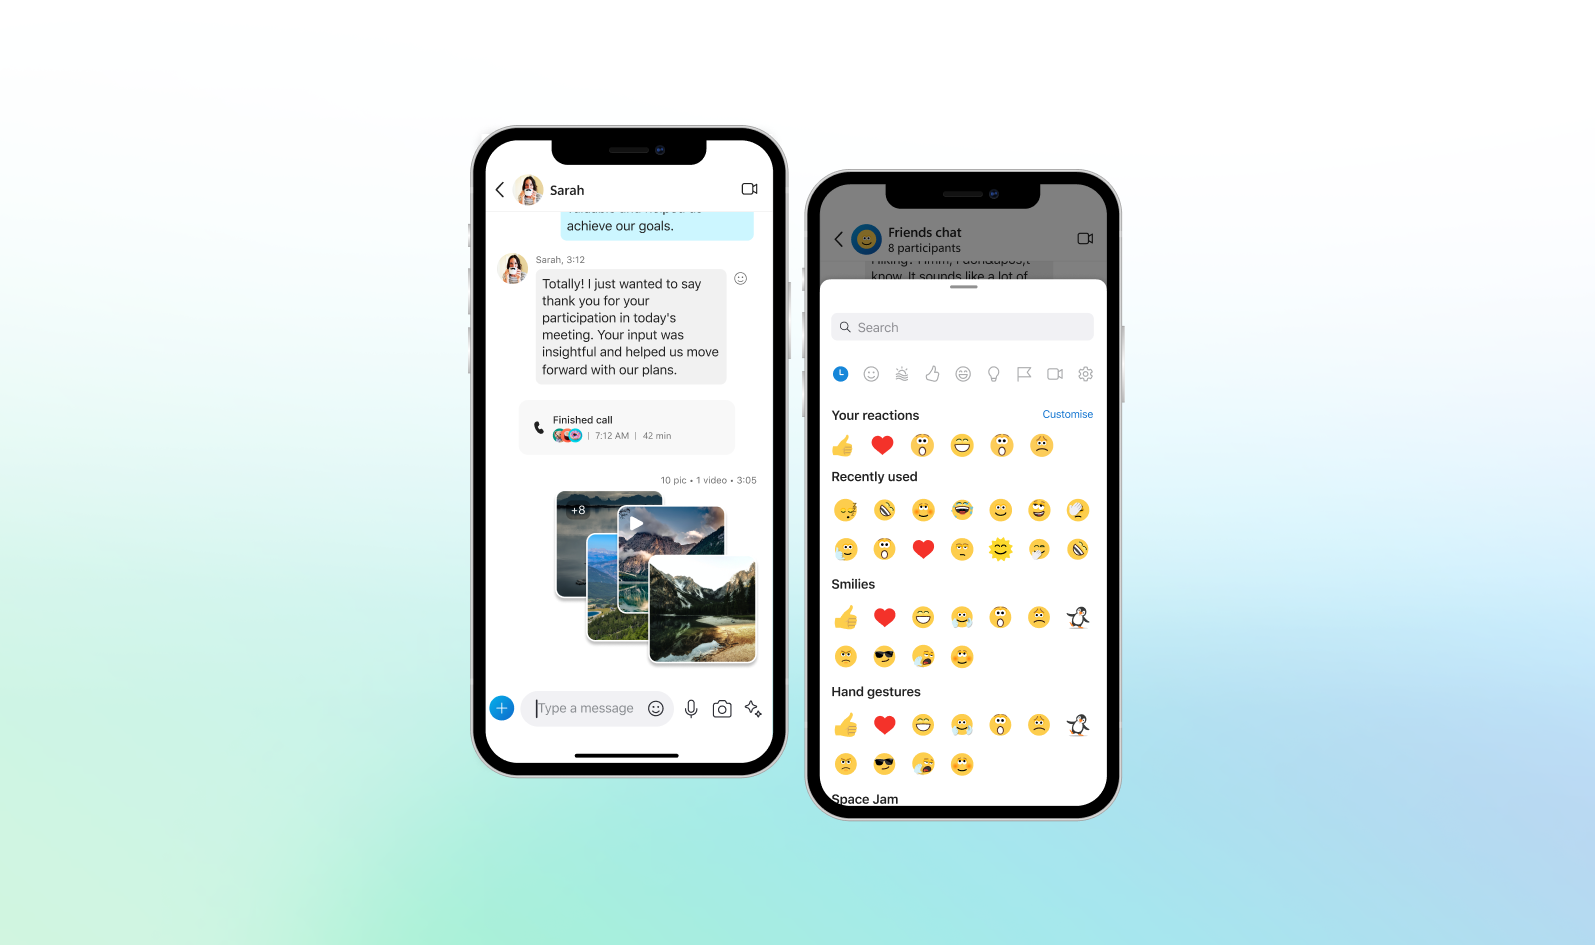 Sarah
achieve our goals.
Sarah, 3:12
Totally! I just wanted to say
thank you for your
participation in today's
meeting. Your input was
insightful and helped us move
forward with our plans.
Finished call
| 7:12 AM | 42 min
10 pic • 1 video • 3:05
+8
Type a message
Friends chat
8 participants
know. It sounds like a lot of
Search
Your reactions
Customise
Recently used
Smilies
Hand gestures
Space Jam